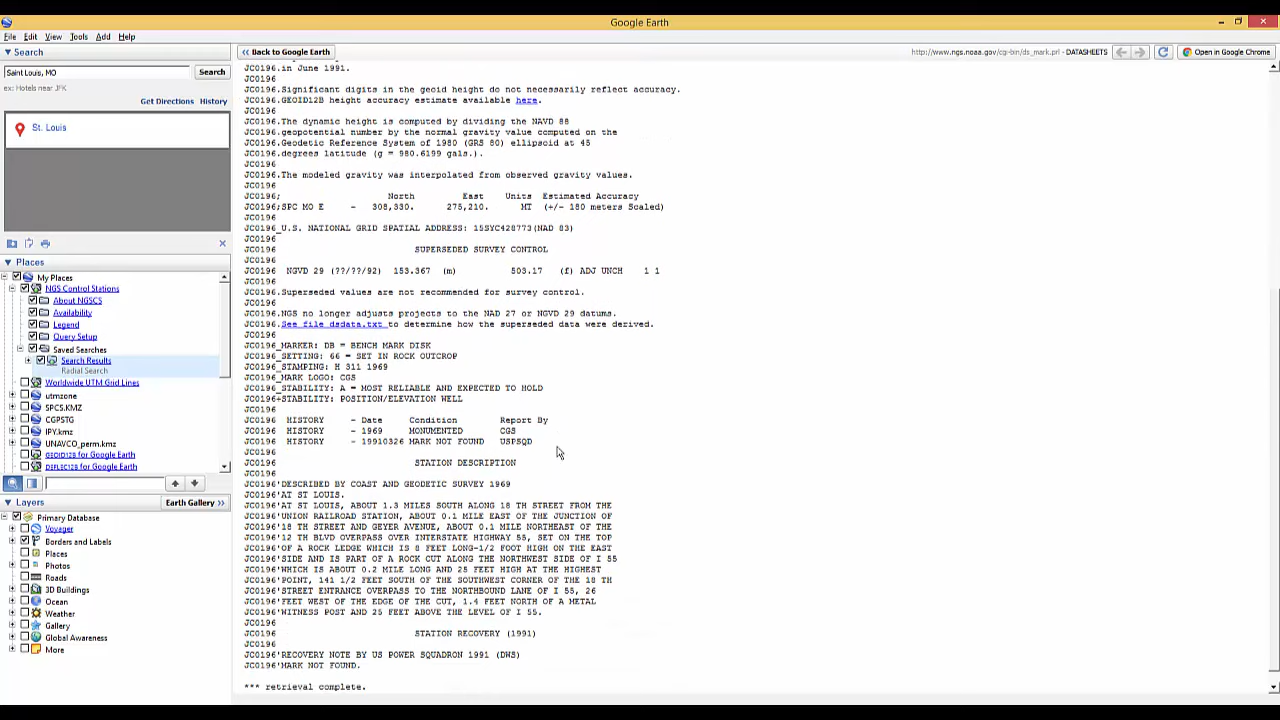 Google Earth
File Edit View Tools Add Help
Search
Saint Louis, MO
Search
ex: Hotels near JFK
Get Directions History
St. Louis
Places
My Places
NGS Control Stations
About NGSCS
Availability
Legend
Query Setup
Saved Searches
Search Results
Radial Search
Worldwide UTM Grid Lines
utmzone
SPCS.KMZ
CGPSTG
IPY.kmz
UNAVCO_perm.kmz
GEOID12B for Google Earth
DEFLEC12B for Google Earth
Layers
Earth Gallery >>
Primary Database
Voyager
Borders and Labels
Places
Photos
Roads
3D Buildings
Ocean
Weather
Gallery
Global Awareness
More
Back to Google Earth
http://www.ngs.noaa.gov/cgi-bin/ds_mark.prl - DATASHEETS
Open in Google Chrome
JC0196.in June 1991.
JC0196
JC0196.Significant digits in the geoid height do not necessarily reflect accuracy.
JC0196.GEOID12B height accuracy estimate available here.
JC0196
JC0196.The dynamic height is computed by dividing the NAVD 88
JC0196.geopotential number by the normal gravity value computed on the
JC0196.Geodetic Reference System of 1980 (GRS 80) ellipsoid at 45
JC0196.degrees latitude (g = 980.6199 gals.).
JC0196
JC0196.The modeled gravity was interpolated from observed gravity values.
JC0196
JC0196; North East Units Estimated Accuracy
JC0196;SPC MO E - 308,330. 275,210. MT (+/- 180 meters Scaled)
JC0196
JC0196_U.S. NATIONAL GRID SPATIAL ADDRESS: 15SYC428773(NAD 83)
JC0196
JC0196 SUPERSEDED SURVEY CONTROL
JC0196
JC0196 NGVD 29 (??/??/92) 153.367 (m) 503.17 (f) ADJ UNCH 1 1
JC0196
JC0196.Superseded values are not recommended for survey control.
JC0196
JC0196.NGS no longer adjusts projects to the NAD 27 or NGVD 29 datums.
JC0196.See file dsdata.txt to determine how the superseded data were derived.
JC0196
JC0196_MARKER: DB = BENCH MARK DISK
JC0196_SETTING: 66 = SET IN ROCK OUTCROP
JC0196_STAMPING: H 311 1969
JC0196_MARK LOGO: CGS
JC0196_STABILITY: A = MOST RELIABLE AND EXPECTED TO HOLD
JC0196+STABILITY: POSITION/ELEVATION WELL
JC0196
JC0196 HISTORY - Date Condition Report By
JC0196 HISTORY - 1969 MONUMENTED CGS
JC0196 HISTORY - 19910326 MARK NOT FOUND USPSQD
JC0196
JC0196 STATION DESCRIPTION
JC0196
JC0196'DESCRIBED BY COAST AND GEODETIC SURVEY 1969
JC0196'AT ST LOUIS.
JC0196'AT ST LOUIS, ABOUT 1.3 MILES SOUTH ALONG 18 TH STREET FROM THE
JC0196'UNION RAILROAD STATION, ABOUT 0.1 MILE EAST OF THE JUNCTION OF
JC0196'18 TH STREET AND GEYER AVENUE, ABOUT 0.1 MILE NORTHEAST OF THE
JC0196'12 TH BLVD OVERPASS OVER INTERSTATE HIGHWAY 55, SET ON THE TOP
JC0196'OF A ROCK LEDGE WHICH IS 8 FEET LONG-1/2 FOOT HIGH ON THE EAST
JC0196'SIDE AND IS PART OF A ROCK CUT ALONG THE NORTHWEST SIDE OF I 55
JC0196'WHICH IS ABOUT 0.2 MILE LONG AND 25 FEET HIGH AT THE HIGHEST
JC0196'POINT, 141 1/2 FEET SOUTH OF THE SOUTHWEST CORNER OF THE 18 TH
JC0196'STREET ENTRANCE OVERPASS TO THE NORTHBOUND LANE OF I 55, 26
JC0196'FEET WEST OF THE EDGE OF THE CUT, 1.4 FEET NORTH OF A METAL
JC0196'WITNESS POST AND 25 FEET ABOVE THE LEVEL OF I 55.
JC0196
JC0196 STATION RECOVERY (1991)
JC0196
JC0196'RECOVERY NOTE BY US POWER SQUADRON 1991 (DWS)
JC0196'MARK NOT FOUND.
*** retrieval complete.